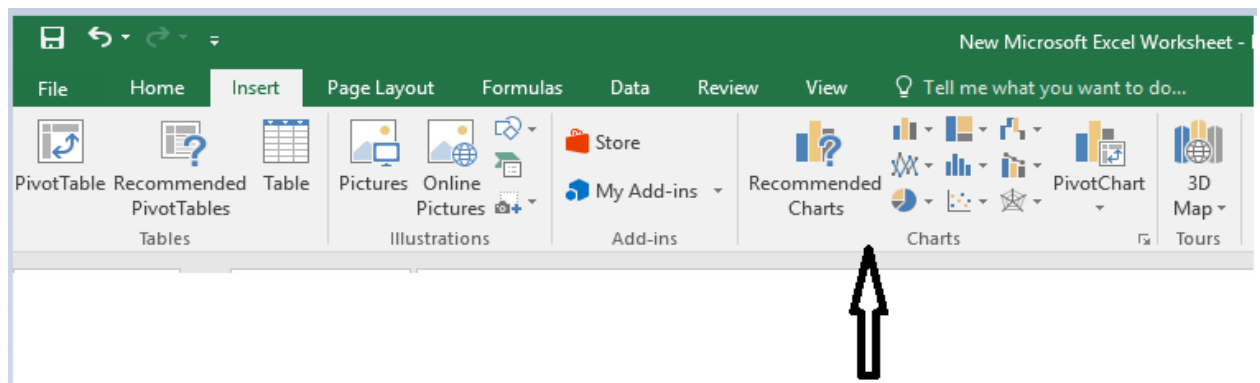 New Microsoft Excel Worksheet -
File Home Insert Page Layout Formulas Data Review View Tell me what you want to do...
PivotTable
Recommended
PivotTables
Table
Tables
Pictures
Online
Pictures
Illustrations
Store
My Add-ins
Add-ins
Recommended
Charts
PivotChart
Charts
3D
Map
Tours